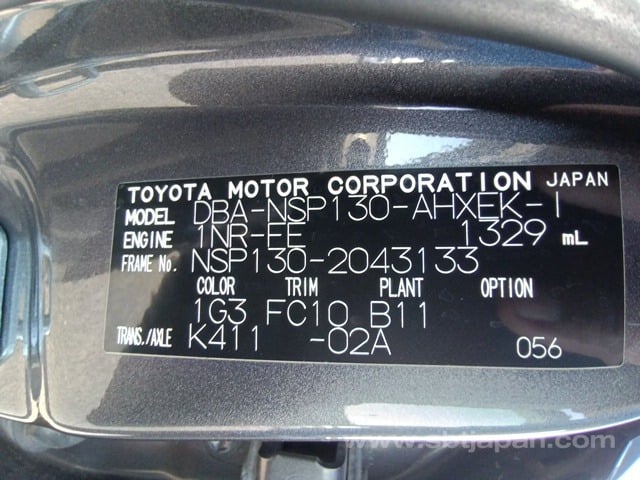 TOYOTA MOTOR CORPORATION JAPAN
MODEL DBA-NSP130-AHXEK-I
ENGINE 1NR-FE 1329 mL
FRAME No. NSP130-2043133
COLOR TRIM PLANT OPTION
1G3 FC10 B11
TRANS./AXLE K411 -02A 056
www.sbtjapan.com